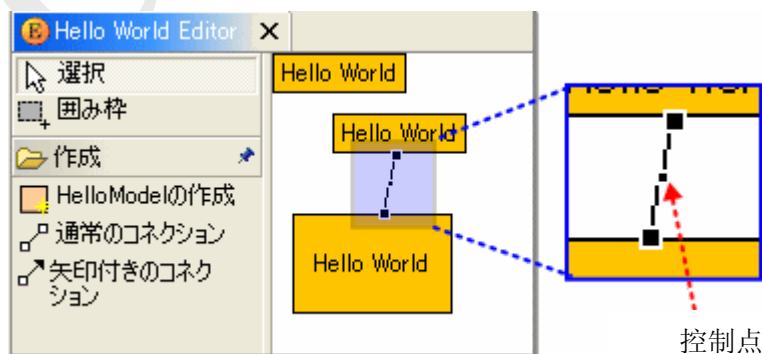 Hello World Editor
選択
囲み枠
作成
HelloModelの作成
通常のコネクション
矢印付きのコネク
ション
Hello World
Hello World
Hello World
控制点